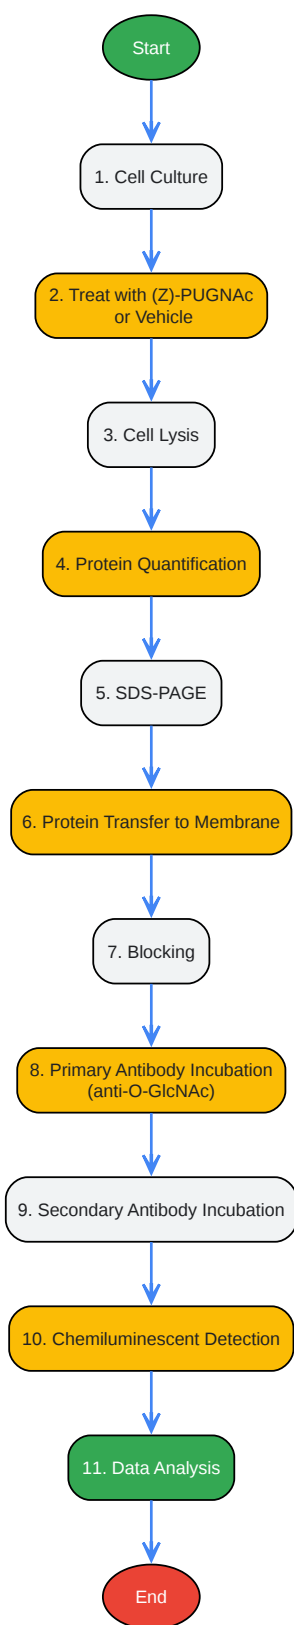 Start
1. Cell Culture
2. Treat with (Z)-PUGNAc
or Vehicle
3. Cell Lysis
4. Protein Quantification
5. SDS-PAGE
6. Protein Transfer to Membrane
7. Blocking
8. Primary Antibody Incubation
(anti-O-GlcNAc)
9. Secondary Antibody Incubation
10. Chemiluminescent Detection
11. Data Analysis
End